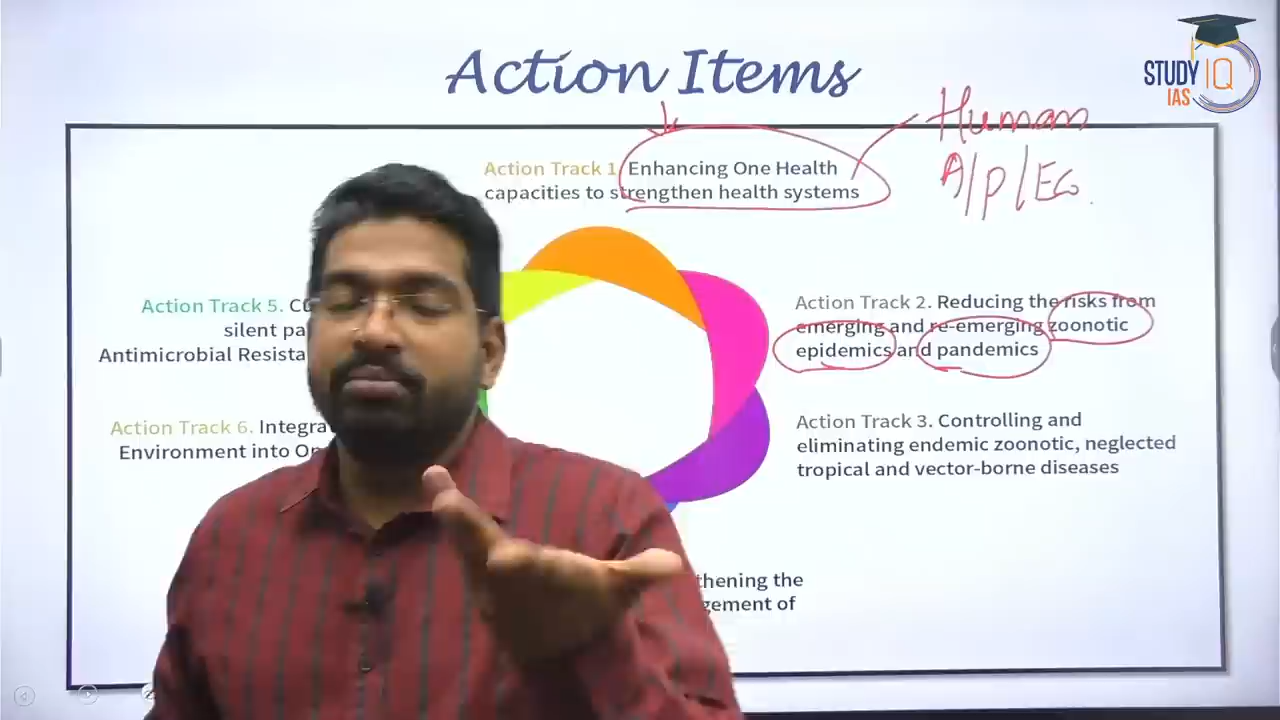 Action Items
STUDY IQ
IAS
Human
A/P/Eco.
Action Track 1. Enhancing One Health
capacities to strengthen health systems
Action Track 2. Reducing the risks from
emerging and re-emerging zoonotic
epidemics and pandemics
Action Track 3. Controlling and
eliminating endemic zoonotic, neglected
tropical and vector-borne diseases
thening the
gement of
Action Track 5. Cu
silent pa
Antimicrobial Resista
Action Track 6. Integra
Environment into On